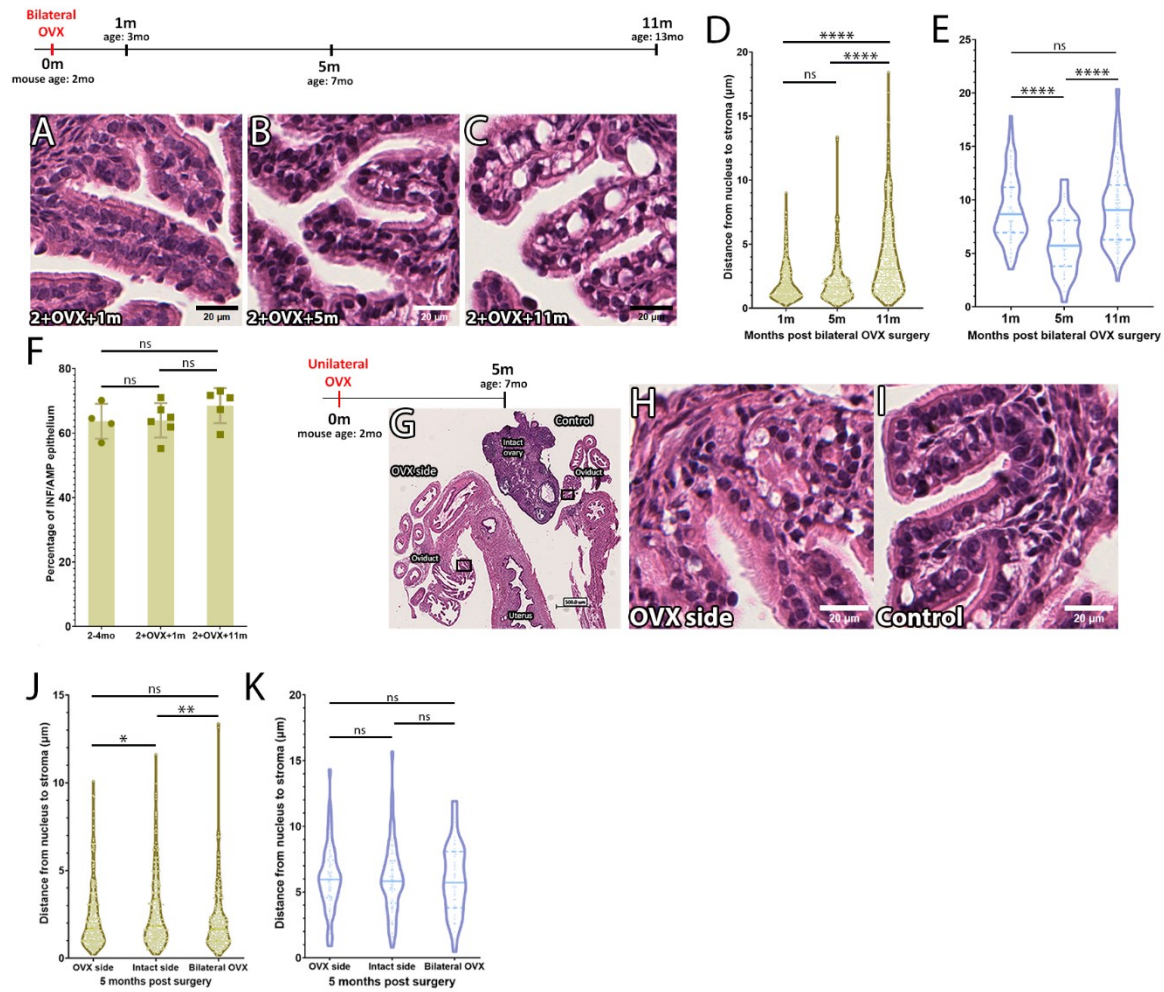 Bilateral
OVX
0m
mouse age: 2mo
1m
age: 3mo
5m
age: 7mo
11m
age: 13mo
A
2+OVX+1m
20 µm
B
2+OVX+5m
20 µm
C
2+OVX+11m
20 µm
D
Distance from nucleus to stroma (µm)
20
15
10
5
0
ns
****
****
1m 5m 11m
Months post bilateral OVX surgery
E
25
20
15
10
5
0
ns
**** ****
1m 5m 11m
Months post bilateral OVX surgery
F
Percentage of INF/AMP epithelium
80
60
40
20
0
ns
ns
ns
2-4mo 2+OVX+1m 2+OVX+11m
Unilateral
OVX
0m
mouse age: 2mo
5m
age: 7mo
G
Control
Intact
ovary
OVX side
Oviduct
Oviduct
Uterus
500.0 µm
H
OVX side
20 µm
I
Control
20 µm
J
Distance from nucleus to stroma (µm)
15
10
5
0
ns
**
*
OVX side Intact side Bilateral OVX
5 months post surgery
K
Distance from nucleus to stroma (µm)
20
15
10
5
0
ns
ns
ns
OVX side Intact side Bilateral OVX
5 months post surgery